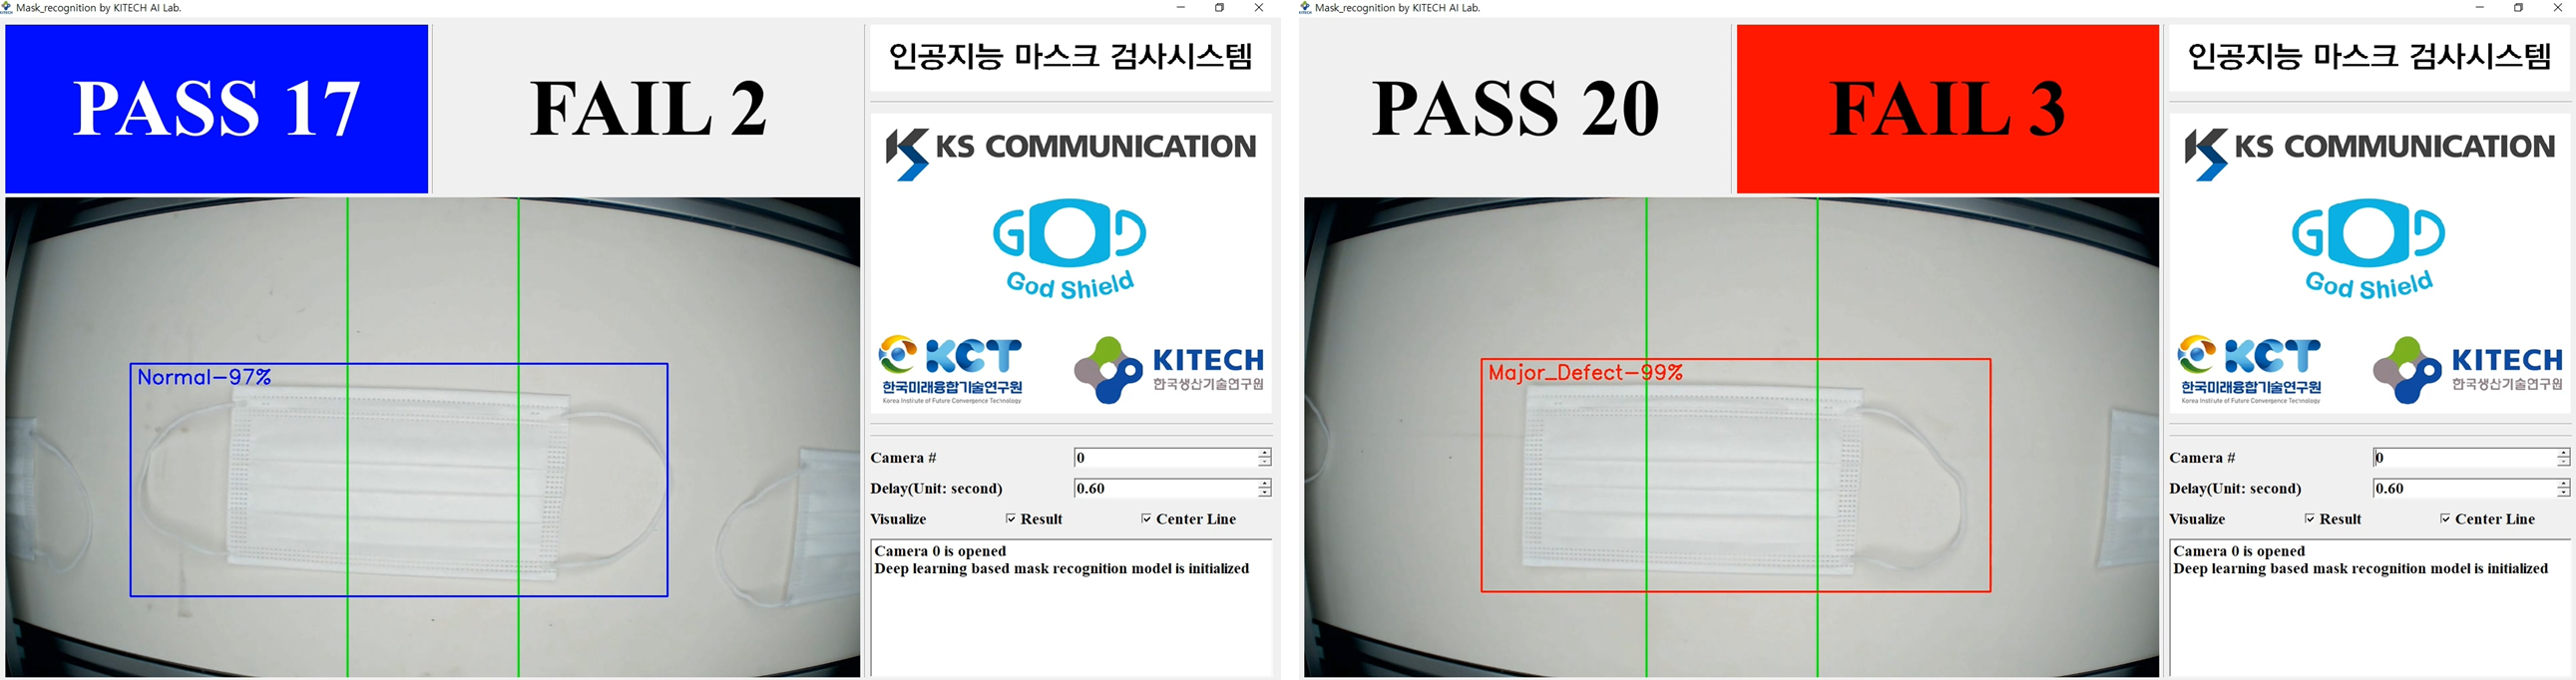 Mask_recognition by KITECH AI Lab.
PASS 17
FAIL 2
인공지능 마스크 검사시스템
KS COMMUNICATION
GOD
God Shield
KCT
한국미래융합기술연구원
Korea Institute of Future Convergence Technology
KITECH
한국생산기술연구원
Normal-97%
Camera #
0
Delay(Unit: second)
0.60
Visualize
Result
Center Line
Camera 0 is opened
Deep learning based mask recognition model is initialized
Mask_recognition by KITECH AI Lab.
PASS 20
FAIL 3
인공지능 마스크 검사시스템
KS COMMUNICATION
GOD
God Shield
KCT
한국미래융합기술연구원
Korea Institute of Future Convergence Technology
KITECH
한국생산기술연구원
Major_Defect-99%
Camera #
0
Delay(Unit: second)
0.60
Visualize
Result
Center Line
Camera 0 is opened
Deep learning based mask recognition model is initialized